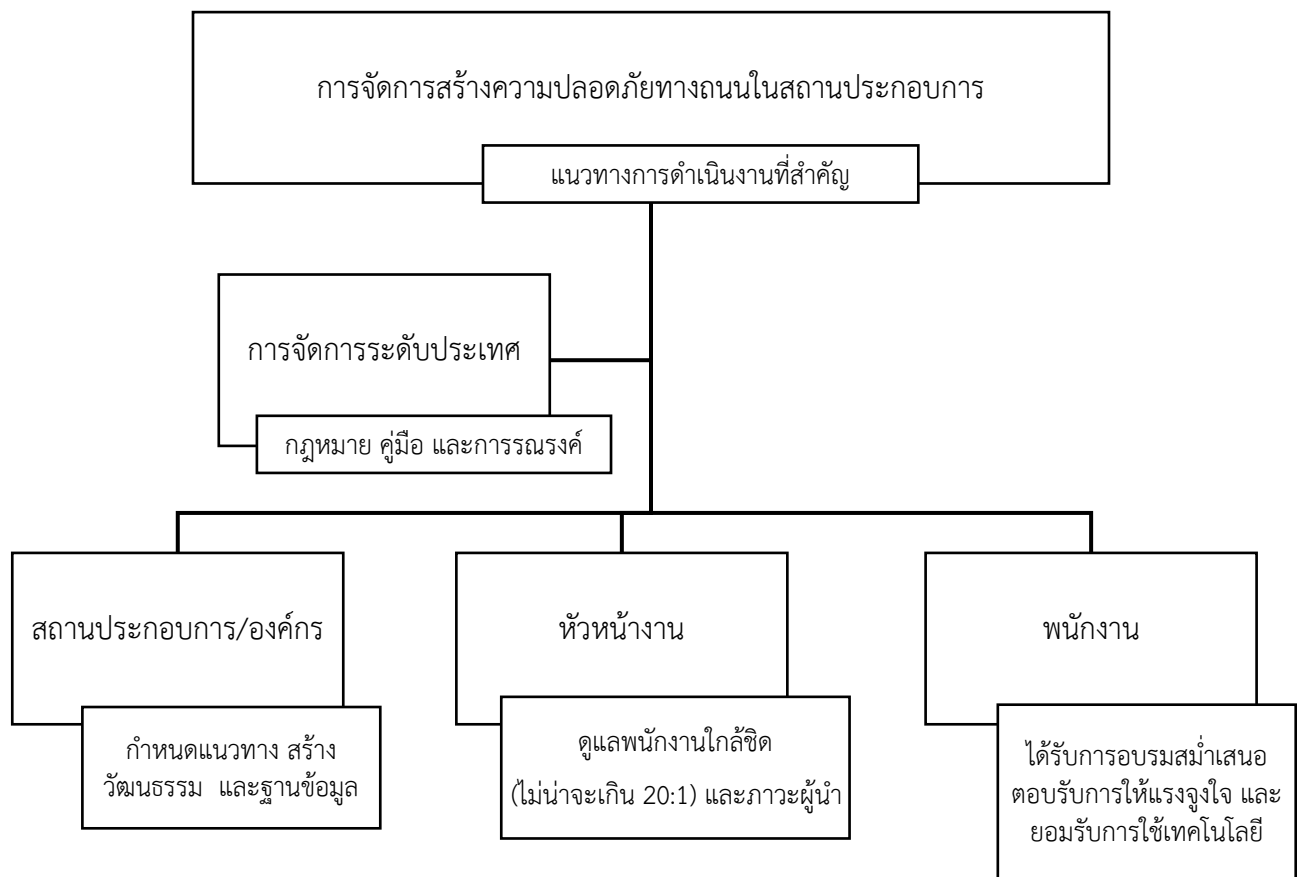 การจัดการสร้างความปลอดภัยทางถนนในสถานประกอบการ
แนวทางการดำเนินงานที่สำคัญ
การจัดการระดับประเทศ
กฎหมาย คู่มือ และการรณรงค์
สถานประกอบการ/องค์กร
กำหนดแนวทาง สร้าง
วัฒนธรรม และฐานข้อมูล
หัวหน้างาน
ดูแลพนักงานใกล้ชิด
(ไม่น่าจะเกิน 20:1) และภาวะผู้นำ
พนักงาน
ได้รับการอบรมสม่ำเสนอ
ตอบรับการให้แรงจูงใจ และ
ยอมรับการใช้เทคโนโลยี